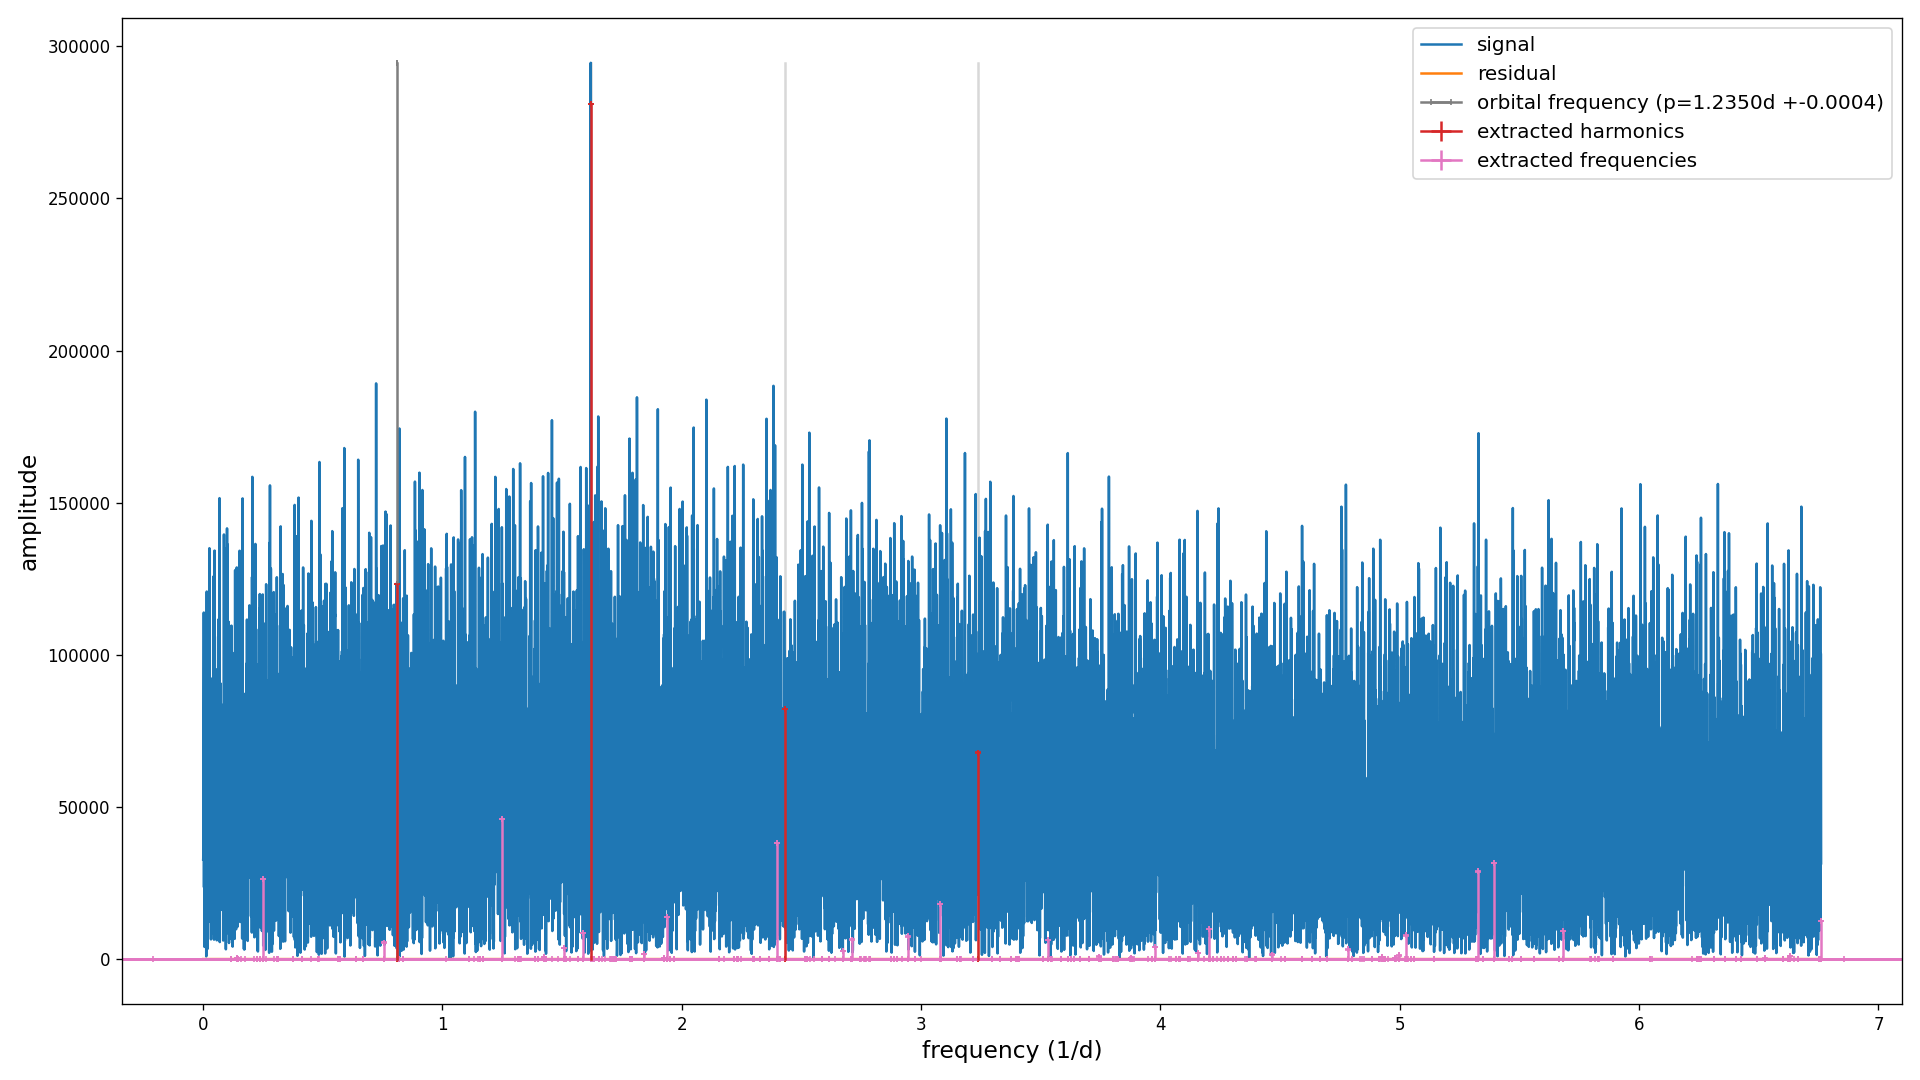 300000
250000
200000
150000
100000
50000
0
amplitude
signal
residual
orbital frequency (p=1.2350d +-0.0004)
extracted harmonics
extracted frequencies
0 1 2 3 4 5 6 7
frequency (1/d)